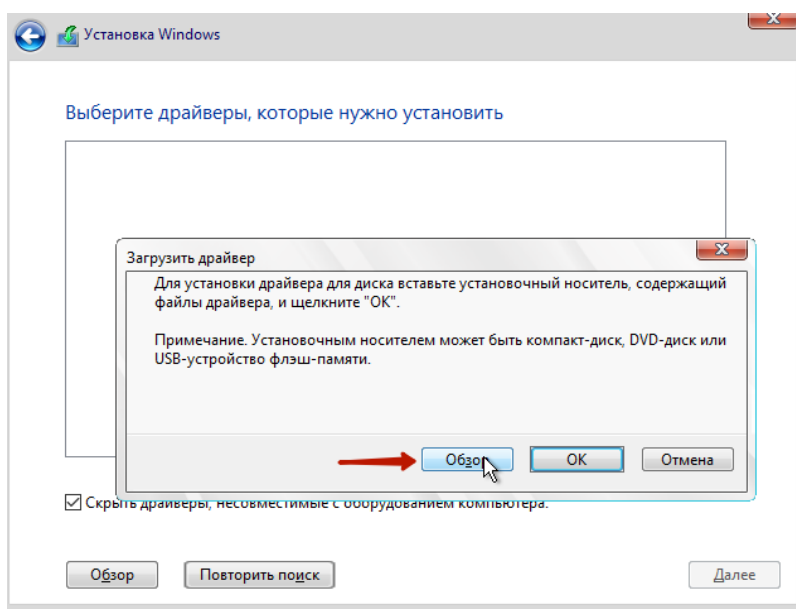 Установка Windows
Выберите драйверы, которые нужно установить
Загрузить драйвер
Для установки драйвера для диска вставьте установочный носитель, содержащий
файлы драйвера, и щелкните "ОК".
Примечание. Установочным носителем может быть компакт-диск, DVD-диск или
USB-устройство флэш-памяти.
Обзор
ОК
Отмена
Скрыть драйверы, несовместимые с оборудованием компьютера.
Обзор
Повторить поиск
Далее